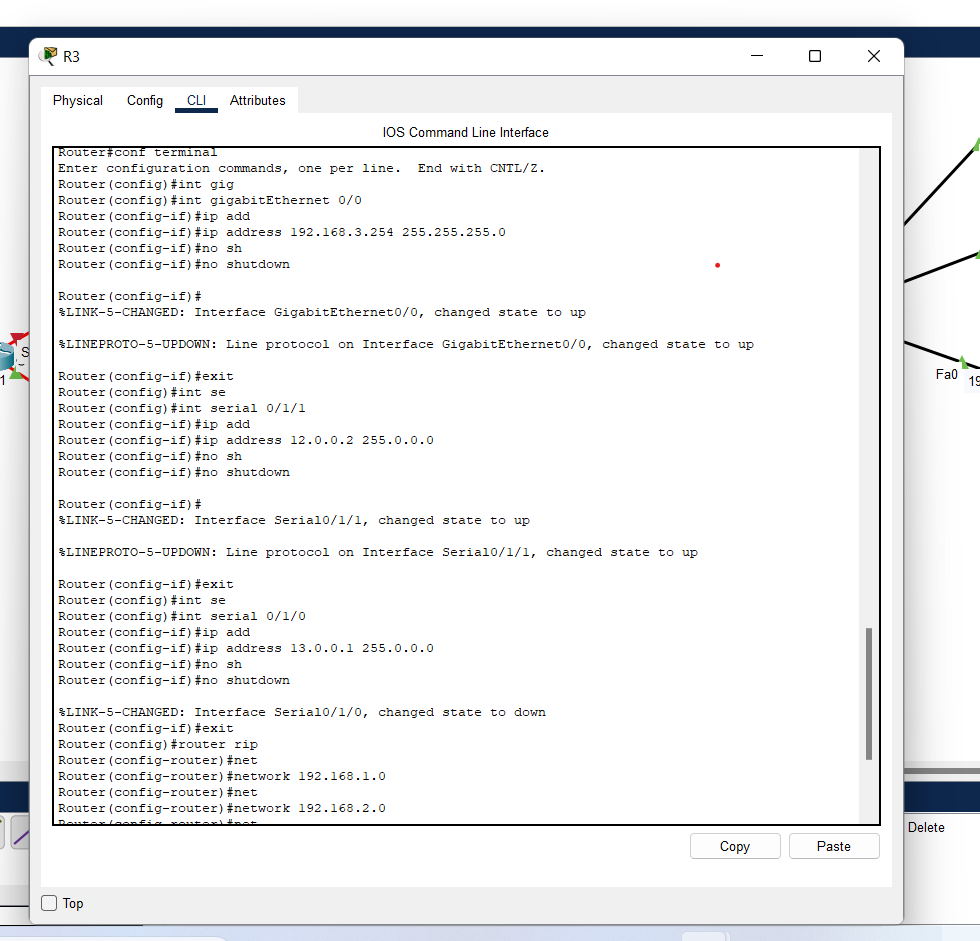 R3
Physical Config CLI Attributes
IOS Command Line Interface
Router#conf terminal
Enter configuration commands, one per line.  End with CNTL/Z.
Router(config)#int gig
Router(config)#int gigabitEthernet 0/0
Router(config-if)#ip add
Router(config-if)#ip address 192.168.3.254 255.255.255.0
Router(config-if)#no sh
Router(config-if)#no shutdown
Router(config-if)#
%LINK-5-CHANGED: Interface GigabitEthernet0/0, changed state to up
%LINEPROTO-5-UPDOWN: Line protocol on Interface GigabitEthernet0/0, changed state to up
Router(config-if)#exit
Router(config)#int se
Router(config)#int serial 0/1/1
Router(config-if)#ip add
Router(config-if)#ip address 12.0.0.2 255.0.0.0
Router(config-if)#no sh
Router(config-if)#no shutdown
Router(config-if)#
%LINK-5-CHANGED: Interface Serial0/1/1, changed state to up
%LINEPROTO-5-UPDOWN: Line protocol on Interface Serial0/1/1, changed state to up
Router(config-if)#exit
Router(config)#int se
Router(config)#int serial 0/1/0
Router(config-if)#ip add
Router(config-if)#ip address 13.0.0.1 255.0.0.0
Router(config-if)#no sh
Router(config-if)#no shutdown
%LINK-5-CHANGED: Interface Serial0/1/0, changed state to down
Router(config-if)#exit
Router(config)#router rip
Router(config-router)#net
Router(config-router)#network 192.168.1.0
Router(config-router)#net
Router(config-router)#network 192.168.2.0
Router(config-router)#net
Copy Paste
Top
S
1
Fa0
19
Delete